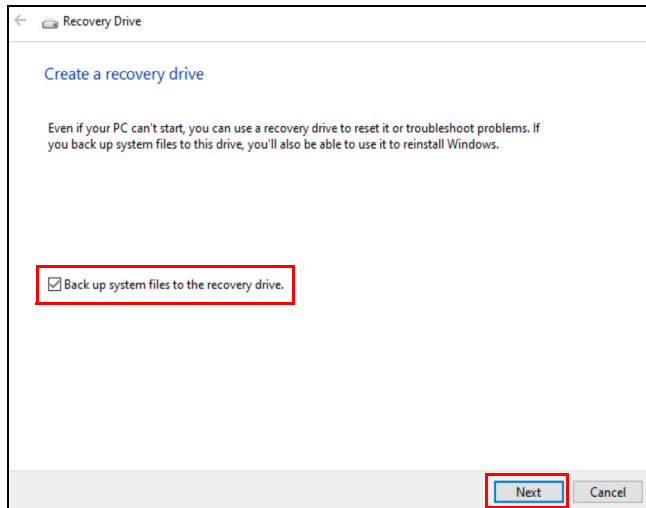 Recovery Drive
Create a recovery drive
Even if your PC can't start, you can use a recovery drive to reset it or troubleshoot problems. If
you back up system files to this drive, you'll also be able to use it to reinstall Windows.
Back up system files to the recovery drive.
Next
Cancel